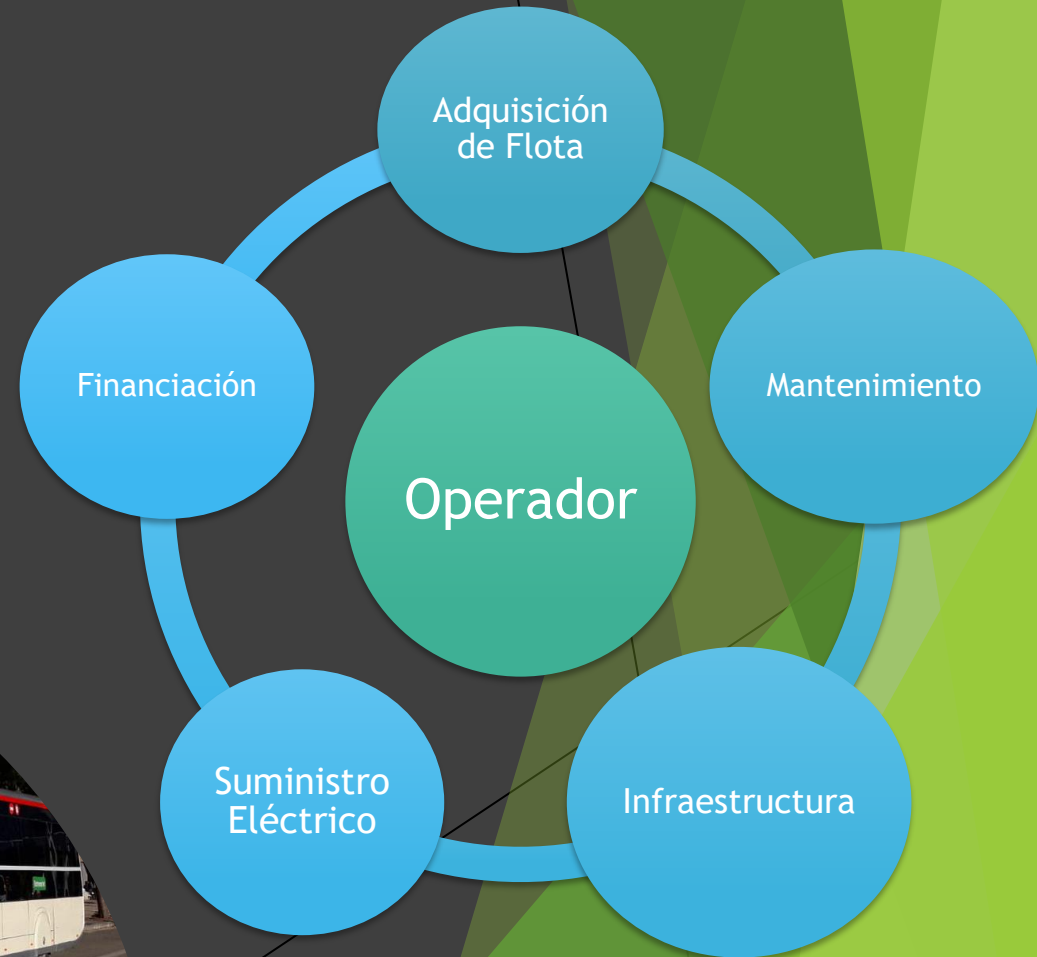 Adquisición
de Flota
Financiación
Mantenimiento
Operador
Suministro
Eléctrico
Infraestructura